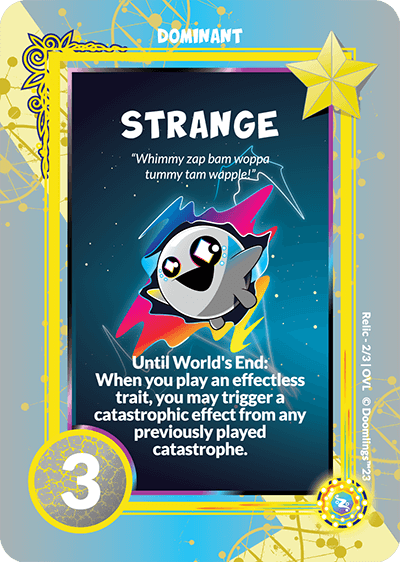 DOMINANT
STRANGE
"Whimmy zap bam woppa
tummy tam wapple!"
Until World's End:
When you play an effectless
trait, you may trigger a
catastrophic effect from any
previously played
catastrophe.
3
Relic - 2/3 | OVL © Doomlings™23